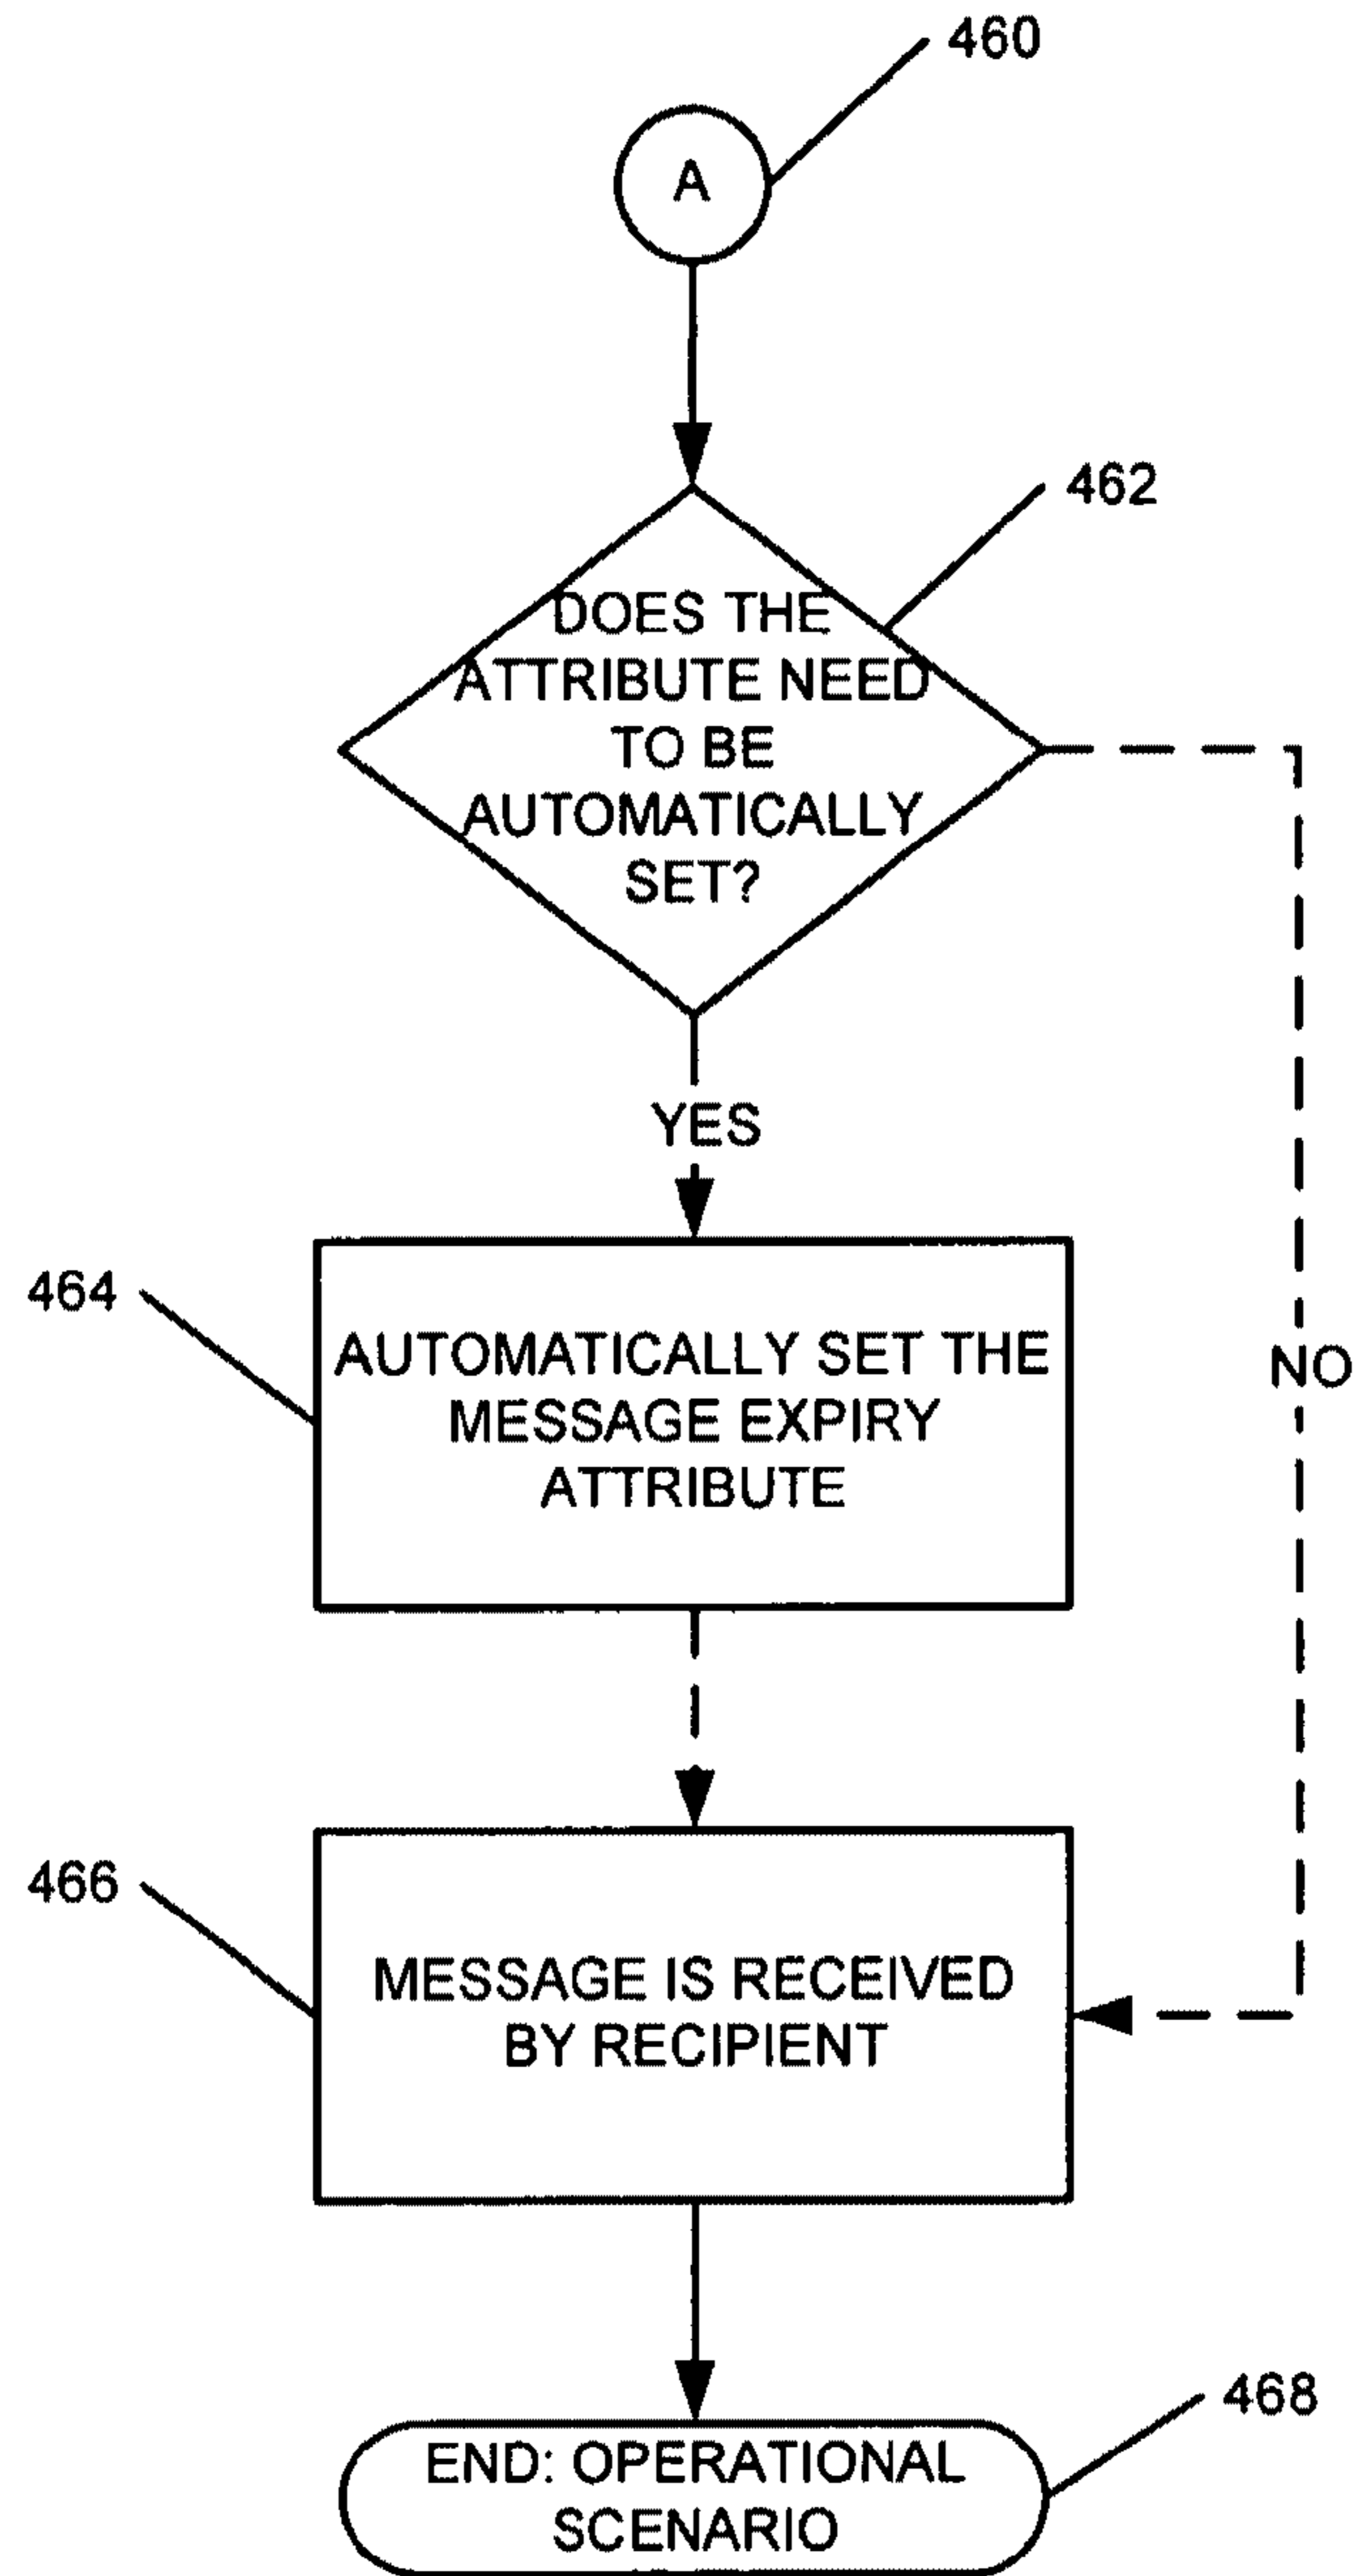 460
A
462
DOES THE
ATTRIBUTE NEED
TO BE
AUTOMATICALLY
SET?
YES
464
AUTOMATICALLY SET THE
MESSAGE EXPIRY
ATTRIBUTE
NO
466
MESSAGE IS RECEIVED
BY RECIPIENT
468
END: OPERATIONAL
SCENARIO